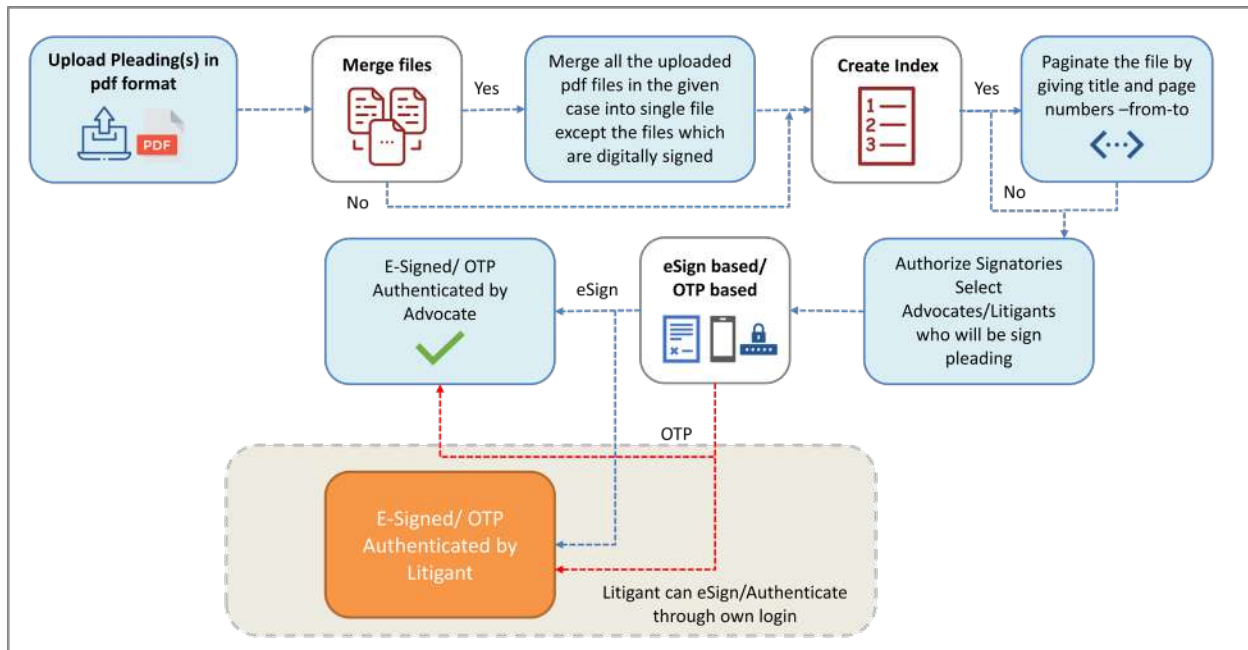 Upload Pleading(s) in
pdf format
PDF
Merge files
Yes
No
Merge all the uploaded
pdf files in the given
case into single file
except the files which
are digitally signed
Create Index
1
2
3
Yes
No
Paginate the file by
giving title and page
numbers –from-to
Authorize Signatories
Select
Advocates/Litigants
who will be sign
pleading
eSign based/
OTP based
eSign
E-Signed/ OTP
Authenticated by
Advocate
OTP
E-Signed/ OTP
Authenticated by
Litigant
Litigant can eSign/Authenticate
through own login